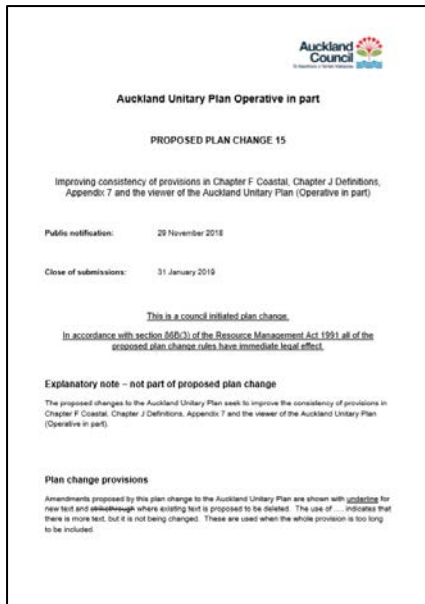 Auckland
Council
Te Kaunihera o Tāmaki Makaurau
Auckland Unitary Plan Operative in part
PROPOSED PLAN CHANGE 15
Improving consistency of provisions in Chapter F Coastal, Chapter J Definitions,
Appendix 7 and the viewer of the Auckland Unitary Plan (Operative in part)
Public notification: 29 November 2018
Close of submissions: 31 January 2019
This is a council initiated plan change.
In accordance with section 86B(3) of the Resource Management Act 1991 all of the
proposed plan change rules have immediate legal effect.
Explanatory note – not part of proposed plan change
The proposed changes to the Auckland Unitary Plan seek to improve the consistency of provisions in
Chapter F Coastal, Chapter J Definitions, Appendix 7 and the viewer of the Auckland Unitary Plan
(Operative in part).
Plan change provisions
Amendments proposed by this plan change to the Auckland Unitary Plan are shown with underline for
new text and strikethrough where existing text is proposed to be deleted. The use of .... indicates that
there is more text, but it is not being changed. These are used when the whole provision is too long
to be included.